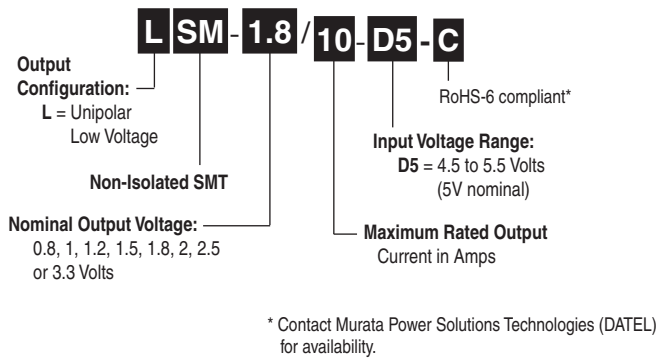 L SM - 1.8 / 10 - D5 - C
Output
Configuration:
L = Unipolar
Low Voltage
Non-Isolated SMT
Nominal Output Voltage:
0.8, 1, 1.2, 1.5, 1.8, 2, 2.5
or 3.3 Volts
RoHS-6 compliant*
Input Voltage Range:
D5 = 4.5 to 5.5 Volts
(5V nominal)
Maximum Rated Output
Current in Amps
* Contact Murata Power Solutions Technologies (DATEL)
for availability.